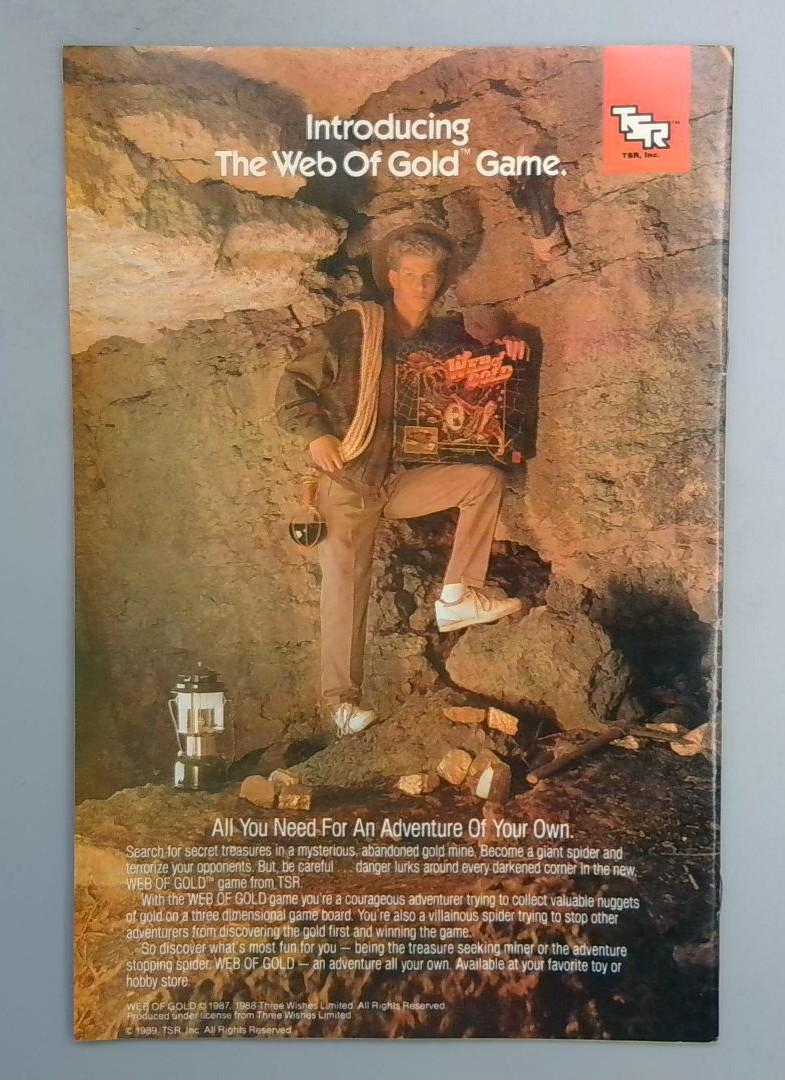 Introducing
The Web Of Gold™ Game.
TSR™
TSR, Inc.
WEB OF
GOLD
All You Need For An Adventure Of Your Own.
Search for secret treasures in a mysterious, abandoned gold mine. Become a giant spider and
terrorize your opponents. But, be careful . . . danger lurks around every darkened corner in the new,
WEB OF GOLD™ game from TSR.
With the WEB OF GOLD game you're a courageous adventurer trying to collect valuable nuggets
of gold on a three dimensional game board. You're also a villainous spider trying to stop other
adventurers from discovering the gold first and winning the game.
So discover what's most fun for you — being the treasure seeking miner or the adventure
stopping spider. WEB OF GOLD — an adventure all your own. Available at your favorite toy or
hobby store.
WEB OF GOLD © 1987, 1988 Three Wishes Limited. All Rights Reserved.
Produced under license from Three Wishes Limited.
© 1989, TSR, Inc. All Rights Reserved.